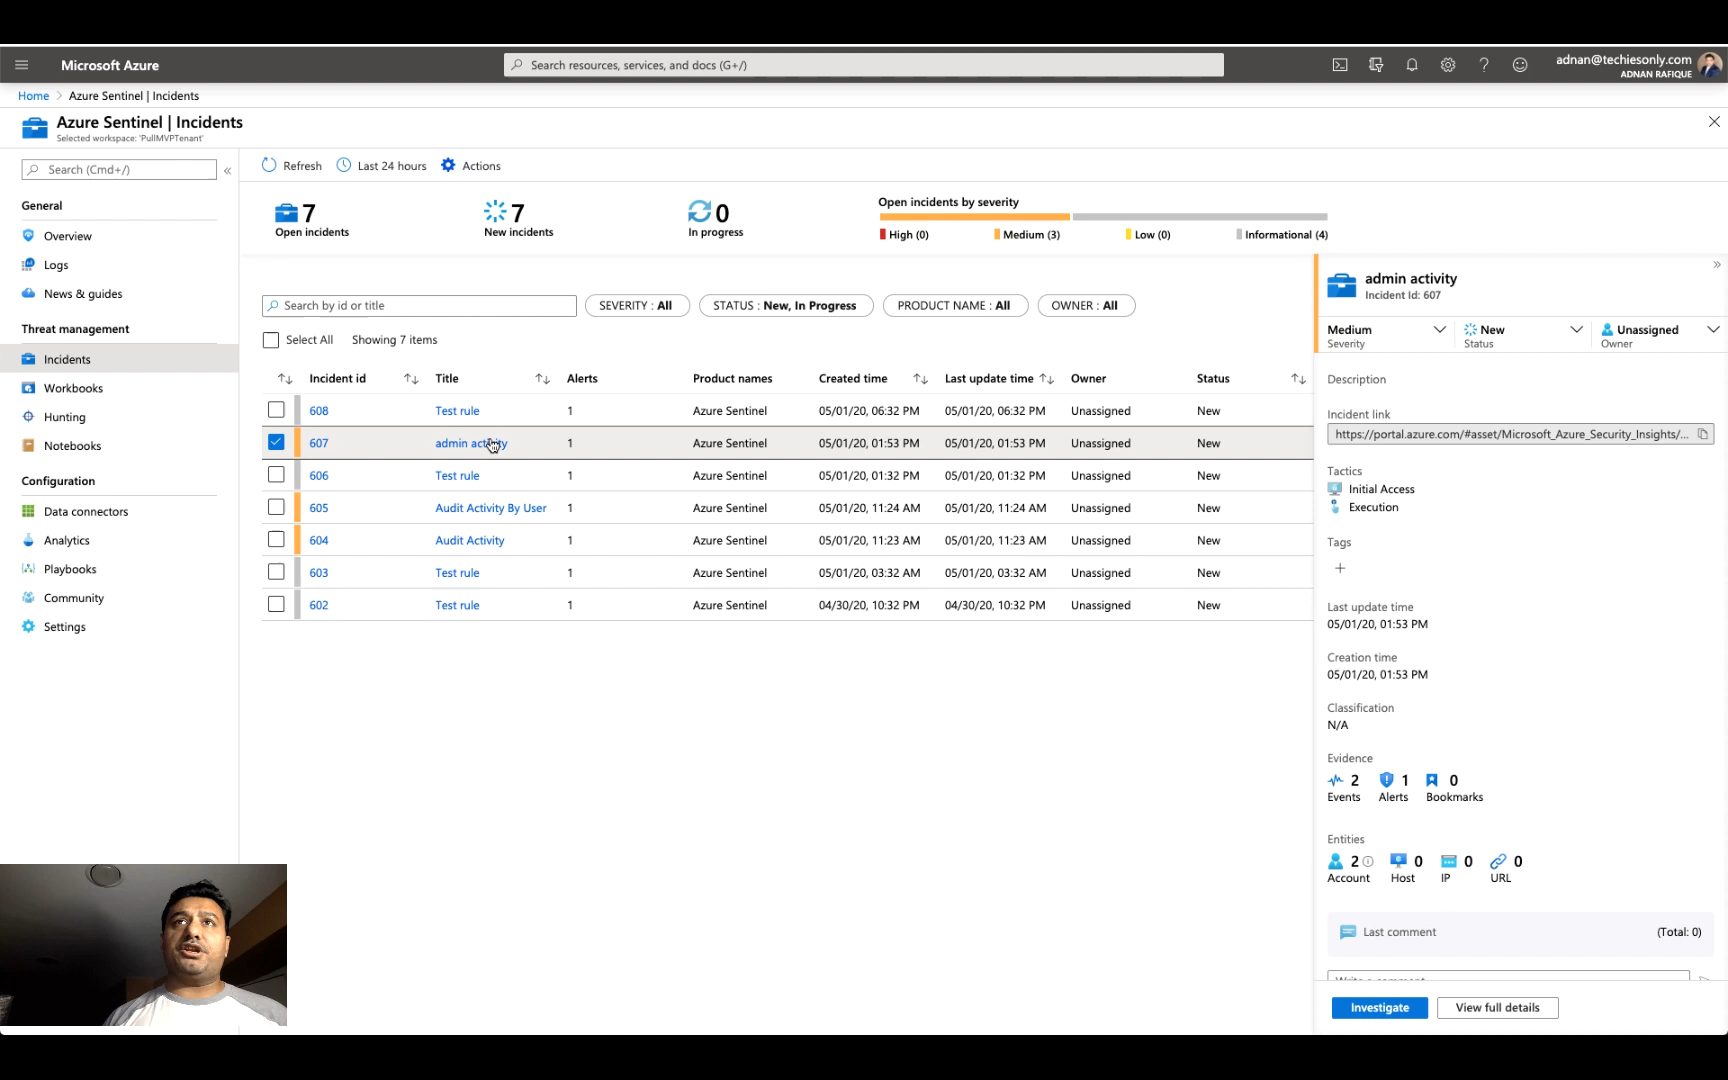 Microsoft Azure
Search resources, services, and docs (G+/)
adnan@techiesonly.com
ADNAN RAFIQUE
Home > Azure Sentinel | Incidents
Azure Sentinel | Incidents
Selected workspace: 'PullMVPTenant'
Search (Cmd+/)
«
General
Overview
Logs
News & guides
Threat management
Incidents
Workbooks
Hunting
Notebooks
Configuration
Data connectors
Analytics
Playbooks
Community
Settings
Refresh Last 24 hours Actions
7
Open incidents
7
New incidents
0
In progress
Open incidents by severity
High (0) Medium (3) Low (0) Informational (4)
Search by id or title SEVERITY : All STATUS : New, In Progress PRODUCT NAME : All OWNER : All
Select All Showing 7 items
Incident id Title Alerts Product names Created time Last update time Owner Status
608 Test rule 1 Azure Sentinel 05/01/20, 06:32 PM 05/01/20, 06:32 PM Unassigned New
607 admin activity 1 Azure Sentinel 05/01/20, 01:53 PM 05/01/20, 01:53 PM Unassigned New
606 Test rule 1 Azure Sentinel 05/01/20, 01:32 PM 05/01/20, 01:32 PM Unassigned New
605 Audit Activity By User 1 Azure Sentinel 05/01/20, 11:24 AM 05/01/20, 11:24 AM Unassigned New
604 Audit Activity 1 Azure Sentinel 05/01/20, 11:23 AM 05/01/20, 11:23 AM Unassigned New
603 Test rule 1 Azure Sentinel 05/01/20, 03:32 AM 05/01/20, 03:32 AM Unassigned New
602 Test rule 1 Azure Sentinel 04/30/20, 10:32 PM 04/30/20, 10:32 PM Unassigned New
»
admin activity
Incident Id: 607
Medium New Unassigned
Severity Status Owner
Description
Incident link
https://portal.azure.com/#asset/Microsoft_Azure_Security_Insights/...
Tactics
Initial Access
Execution
Tags
+
Last update time
05/01/20, 01:53 PM
Creation time
05/01/20, 01:53 PM
Classification
N/A
Evidence
2 1 0
Events Alerts Bookmarks
Entities
2 0 0 0
Account Host IP URL
Last comment (Total: 0)
Investigate View full details